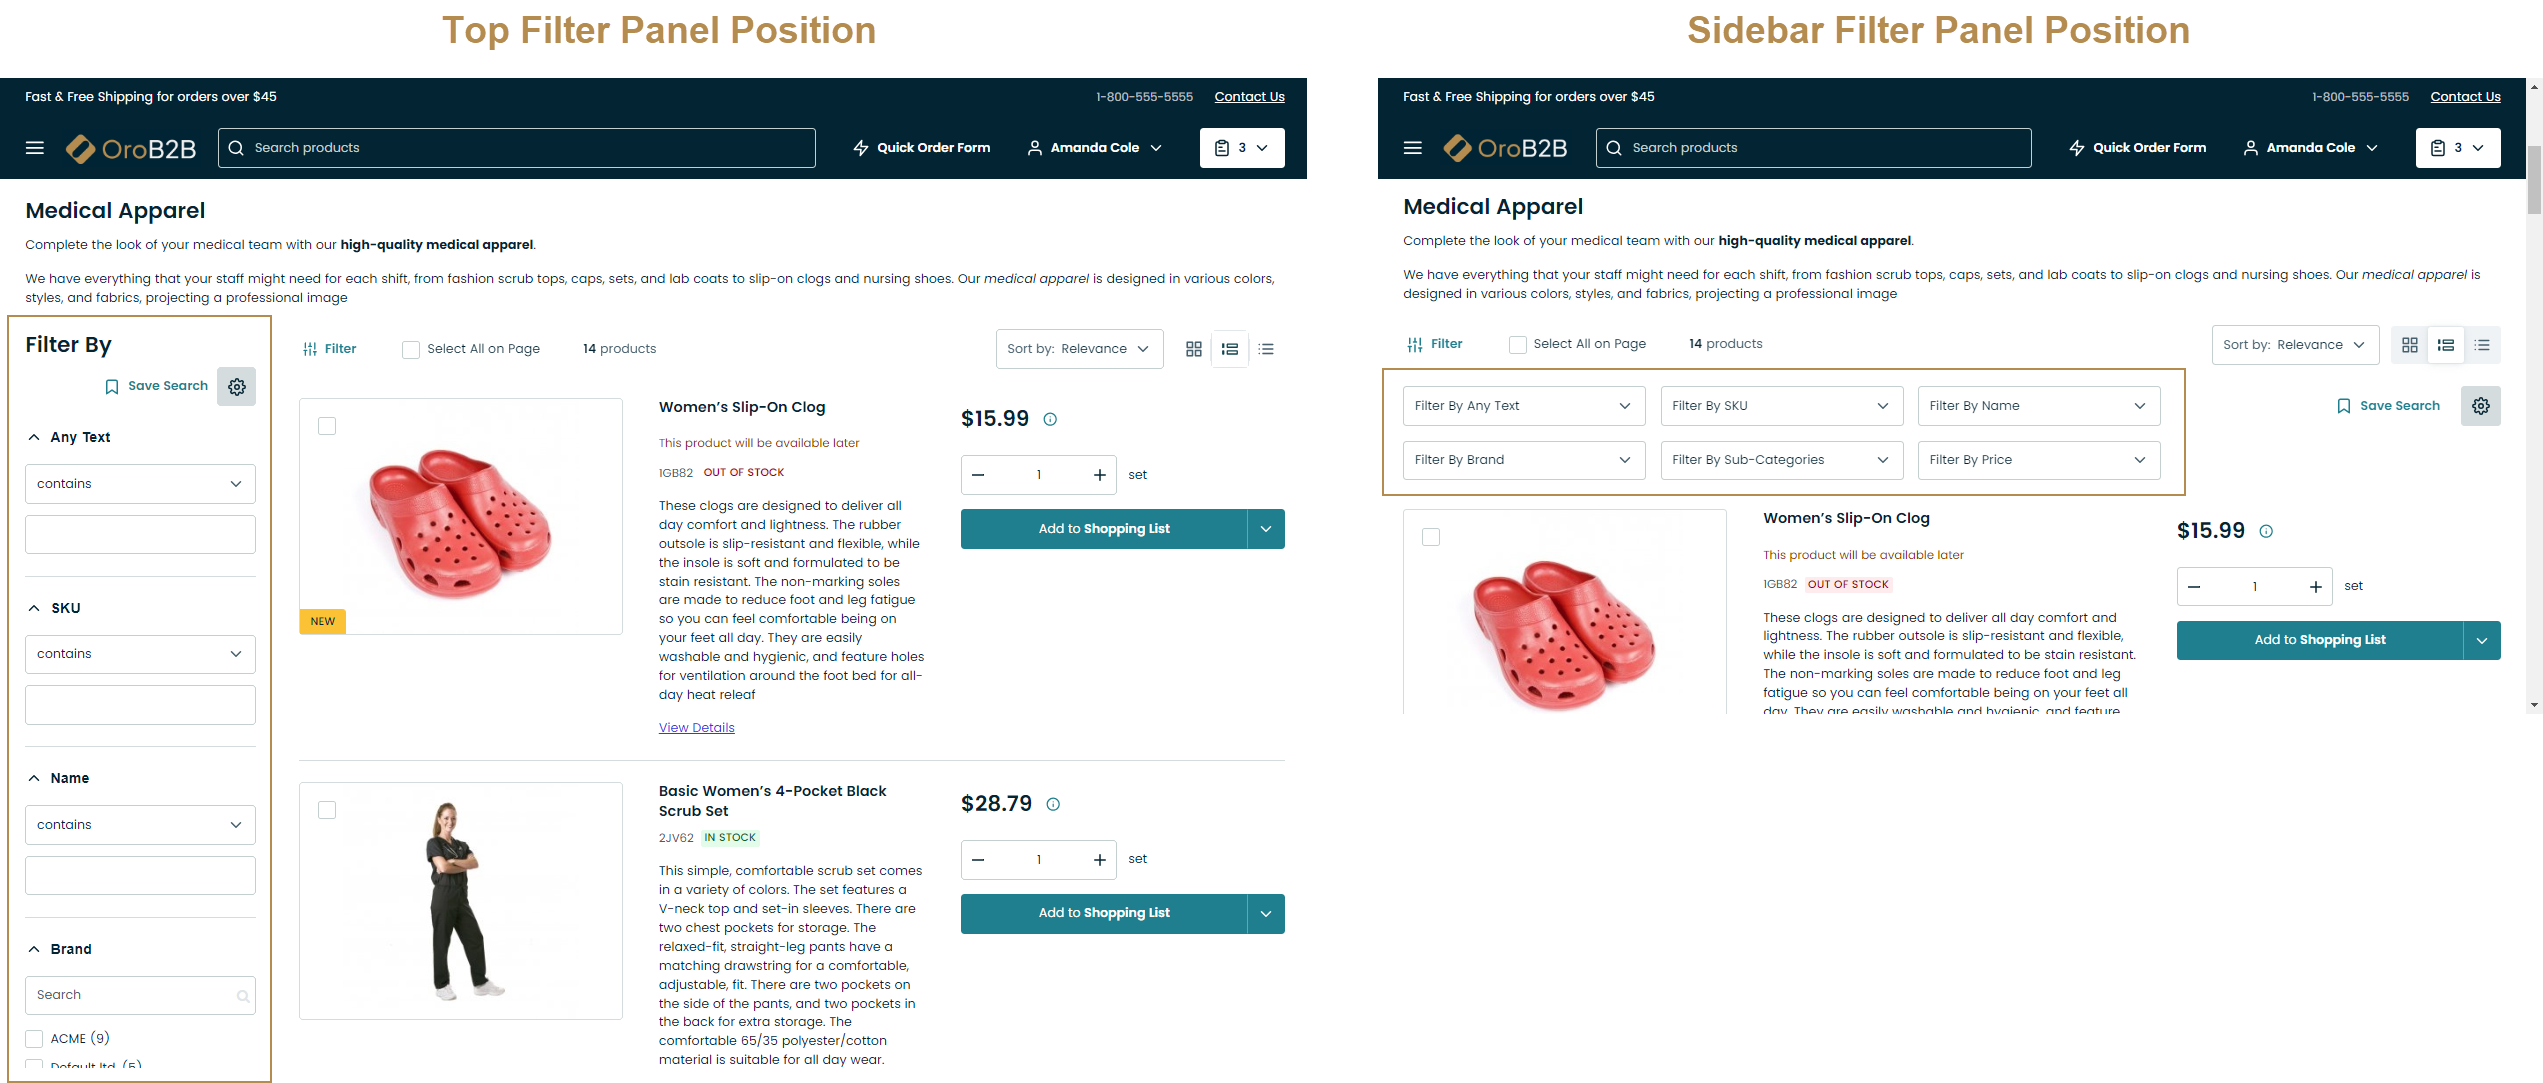 Top Filter Panel Position
Fast & Free Shipping for orders over $45
1-800-555-5555 Contact Us
OroB2B
Search products
Quick Order Form
Amanda Cole
3
Medical Apparel
Complete the look of your medical team with our high-quality medical apparel.
We have everything that your staff might need for each shift, from fashion scrub tops, caps, sets, and lab coats to slip-on clogs and nursing shoes. Our medical apparel is designed in various colors,
styles, and fabrics, projecting a professional image
Filter By
Save Search
Any Text
contains
SKU
contains
Name
contains
Brand
Search
ACME (9)
Default ltd. (5)
Filter
Select All on Page
14 products
Sort by: Relevance
NEW
Women's Slip-On Clog
This product will be available later
1GB82 OUT OF STOCK
These clogs are designed to deliver all
day comfort and lightness. The rubber
outsole is slip-resistant and flexible, while
the insole is soft and formulated to be
stain resistant. The non-marking soles
are made to reduce foot and leg fatigue
so you can feel comfortable being on
your feet all day. They are easily
washable and hygienic, and feature holes
for ventilation around the foot bed for all-
day heat releaf
View Details
$15.99
1 set
Add to Shopping List
Basic Women's 4-Pocket Black
Scrub Set
2JV62 IN STOCK
This simple, comfortable scrub set comes
in a variety of colors. The set features a
V-neck top and set-in sleeves. There are
two chest pockets for storage. The
relaxed-fit, straight-leg pants have a
matching drawstring for a comfortable,
adjustable, fit. There are two pockets on
the side of the pants, and two pockets in
the back for extra storage. The
comfortable 65/35 polyester/cotton
material is suitable for all day wear.
$28.79
1 set
Add to Shopping List
Sidebar Filter Panel Position
Fast & Free Shipping for orders over $45
1-800-555-5555 Contact Us
OroB2B
Search products
Quick Order Form
Amanda Cole
3
Medical Apparel
Complete the look of your medical team with our high-quality medical apparel.
We have everything that your staff might need for each shift, from fashion scrub tops, caps, sets, and lab coats to slip-on clogs and nursing shoes. Our medical apparel is
designed in various colors, styles, and fabrics, projecting a professional image
Filter
Select All on Page
14 products
Sort by: Relevance
Filter By Any Text
Filter By SKU
Filter By Name
Save Search
Filter By Brand
Filter By Sub-Categories
Filter By Price
Women's Slip-On Clog
This product will be available later
1GB82 OUT OF STOCK
These clogs are designed to deliver all day comfort and
lightness. The rubber outsole is slip-resistant and flexible,
while the insole is soft and formulated to be stain resistant.
The non-marking soles are made to reduce foot and leg
fatigue so you can feel comfortable being on your feet all
day. They are easily washable and hygienic, and feature
$15.99
1 set
Add to Shopping List